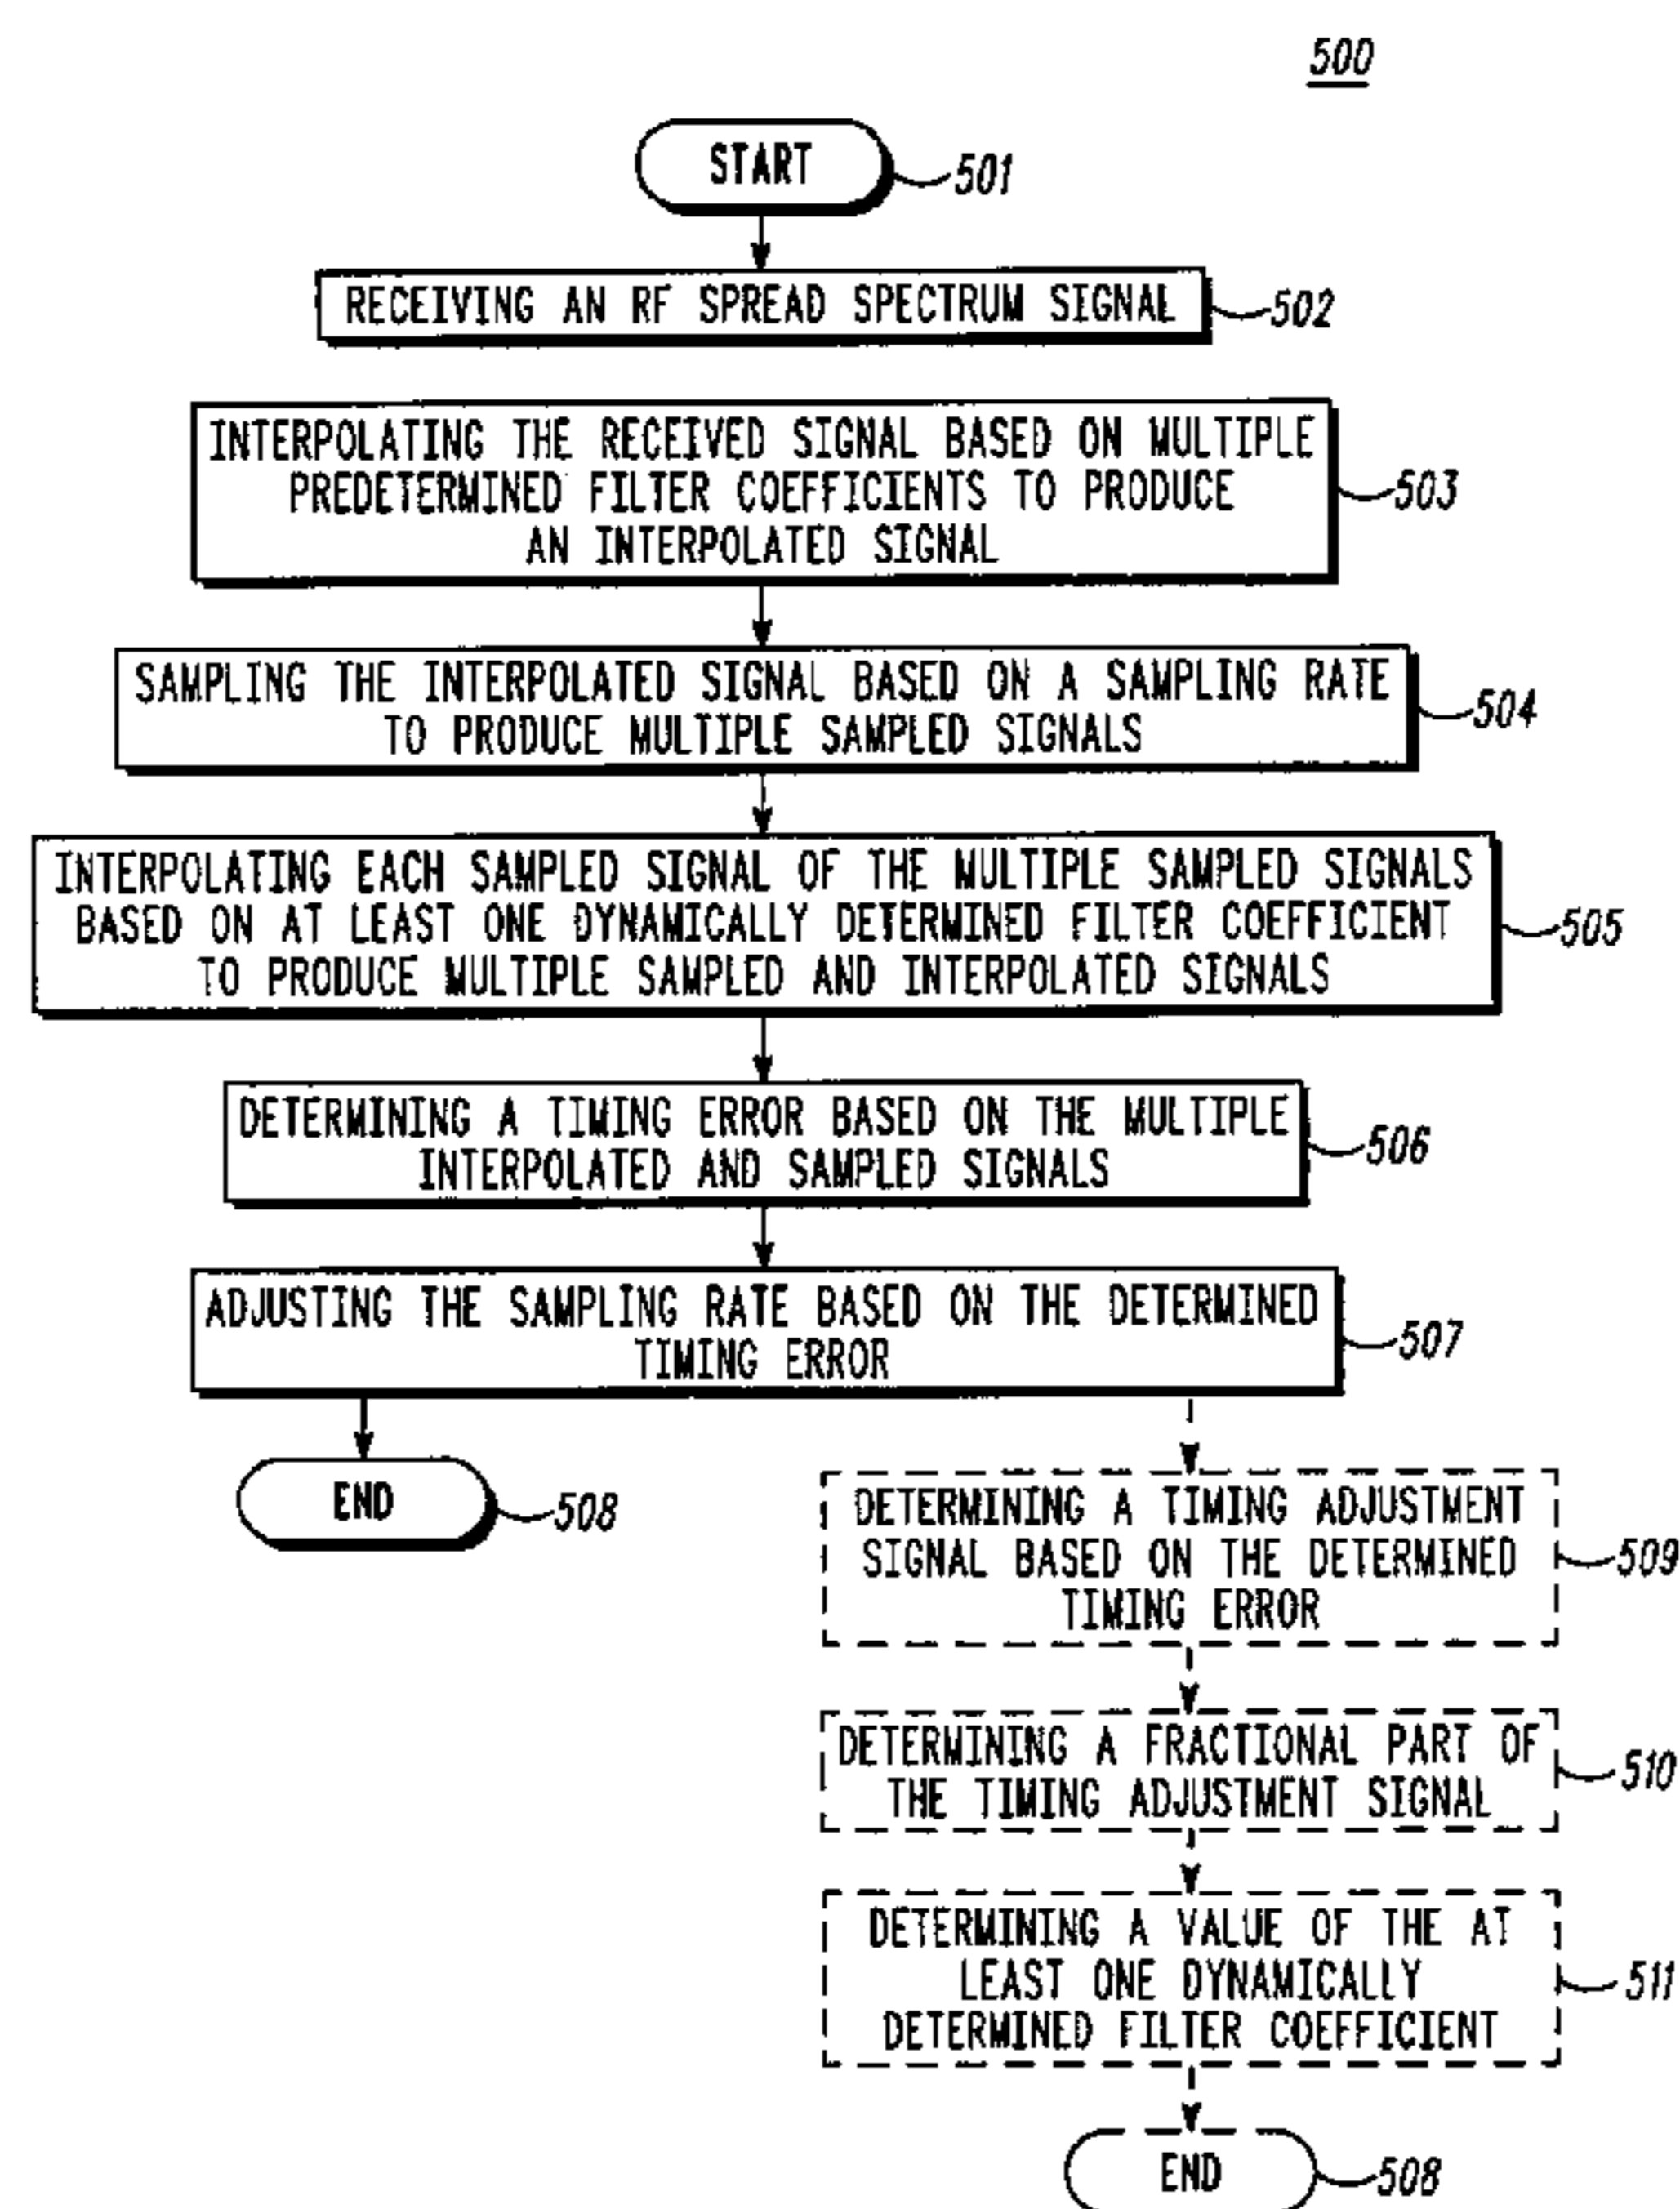 500
START
501
RECEIVING AN RF SPREAD SPECTRUM SIGNAL
502
INTERPOLATING THE RECEIVED SIGNAL BASED ON MULTIPLE
PREDETERMINED FILTER COEFFICIENTS TO PRODUCE
AN INTERPOLATED SIGNAL
503
SAMPLING THE INTERPOLATED SIGNAL BASED ON A SAMPLING RATE
TO PRODUCE MULTIPLE SAMPLED SIGNALS
504
INTERPOLATING EACH SAMPLED SIGNAL OF THE MULTIPLE SAMPLED SIGNALS
BASED ON AT LEAST ONE DYNAMICALLY DETERMINED FILTER COEFFICIENT
TO PRODUCE MULTIPLE SAMPLED AND INTERPOLATED SIGNALS
505
DETERMINING A TIMING ERROR BASED ON THE MULTIPLE
INTERPOLATED AND SAMPLED SIGNALS
506
ADJUSTING THE SAMPLING RATE BASED ON THE DETERMINED
TIMING ERROR
507
END
508
DETERMINING A TIMING ADJUSTMENT
SIGNAL BASED ON THE DETERMINED
TIMING ERROR
509
DETERMINING A FRACTIONAL PART OF
THE TIMING ADJUSTMENT SIGNAL
510
DETERMINING A VALUE OF THE AT
LEAST ONE DYNAMICALLY
DETERMINED FILTER COEFFICIENT
511
END
508